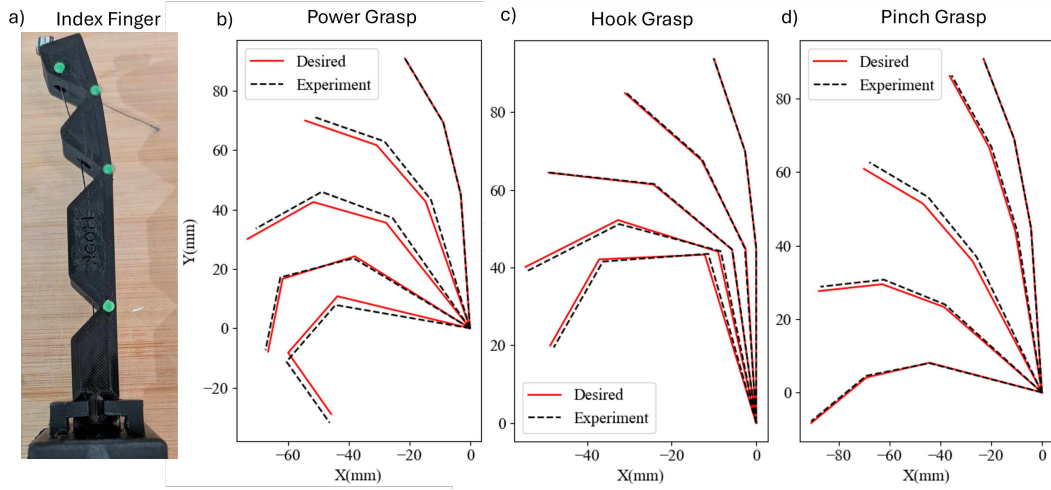 a) Index Finger
b) Power Grasp
c) Hook Grasp
d) Pinch Grasp
Desired
Experiment
Y(mm)
80
60
40
20
0
−20
−60
−40
−20
0
X(mm)
Desired
Experiment
80
60
40
20
0
−40
−20
0
X(mm)
Desired
Experiment
80
60
40
20
0
−80
−60
−40
−20
0
X(mm)